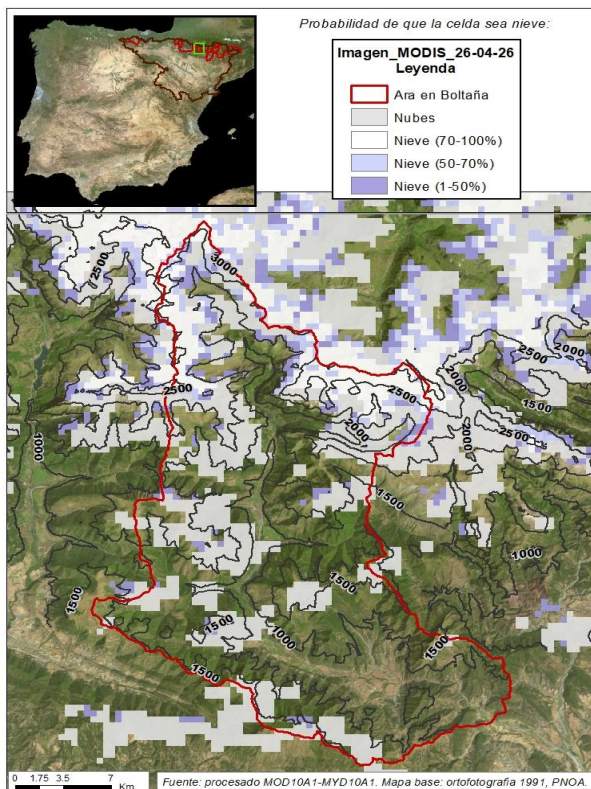 Probabilidad de que la celda sea nieve:
Imagen_MODIS_26-04-26
Leyenda
Ara en Boltaña
Nubes
Nieve (70-100%)
Nieve (50-70%)
Nieve (1-50%)
2500
3000
2500
2500
2000
2000
2500
2000
2500
1500
1000
2000
2500
1500
1000
1500
1500
1500
1000
1500
1500
0 1.75 3.5 7
Km
Fuente: procesado MOD10A1-MYD10A1. Mapa base: ortofotografía 1991, PNOA.